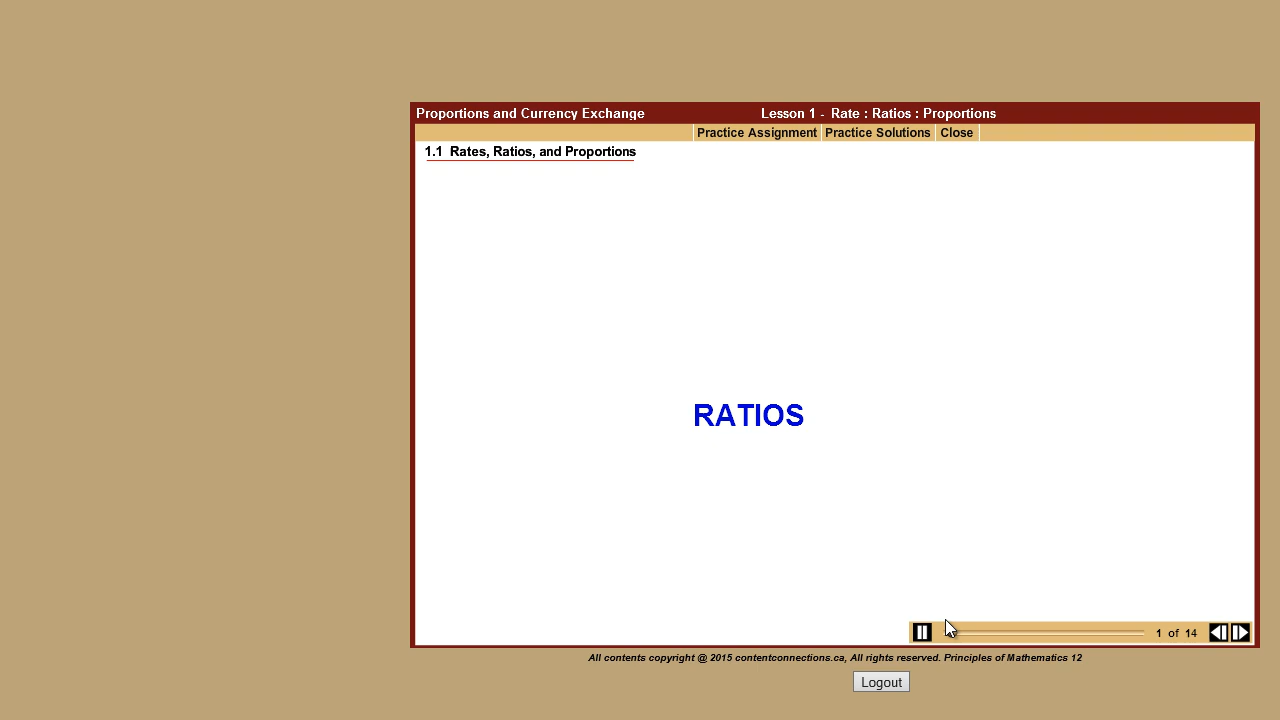 Proportions and Currency Exchange
Lesson 1 - Rate : Ratios : Proportions
Practice Assignment Practice Solutions Close
1.1 Rates, Ratios, and Proportions
RATIOS
1 of 14
All contents copyright @ 2015 contentconnections.ca, All rights reserved. Principles of Mathematics 12
Logout